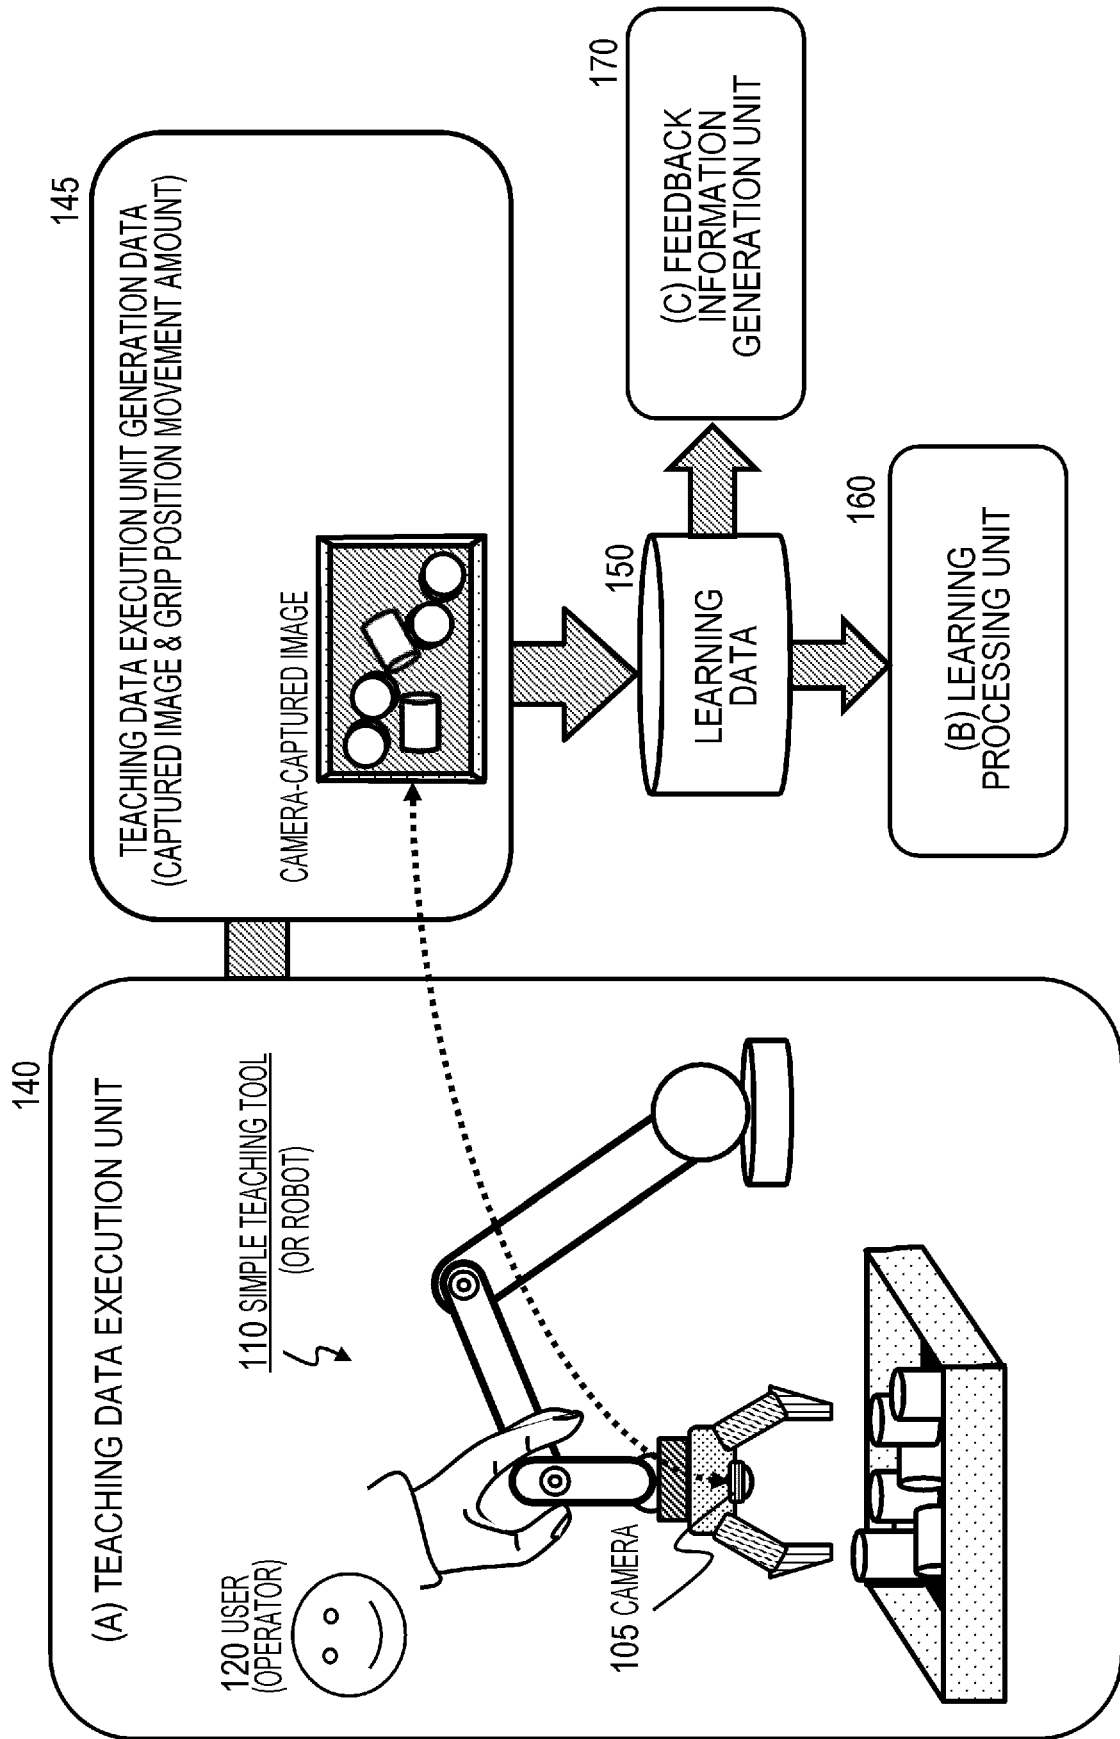 140
(A) TEACHING DATA EXECUTION UNIT
120 USER
(OPERATOR)
110 SIMPLE TEACHING TOOL
(OR ROBOT)
105 CAMERA
145
TEACHING DATA EXECUTION UNIT GENERATION DATA
(CAPTURED IMAGE & GRIP POSITION MOVEMENT AMOUNT)
CAMERA-CAPTURED IMAGE
150
LEARNING
DATA
160
(B) LEARNING
PROCESSING UNIT
170
(C) FEEDBACK
INFORMATION
GENERATION UNIT